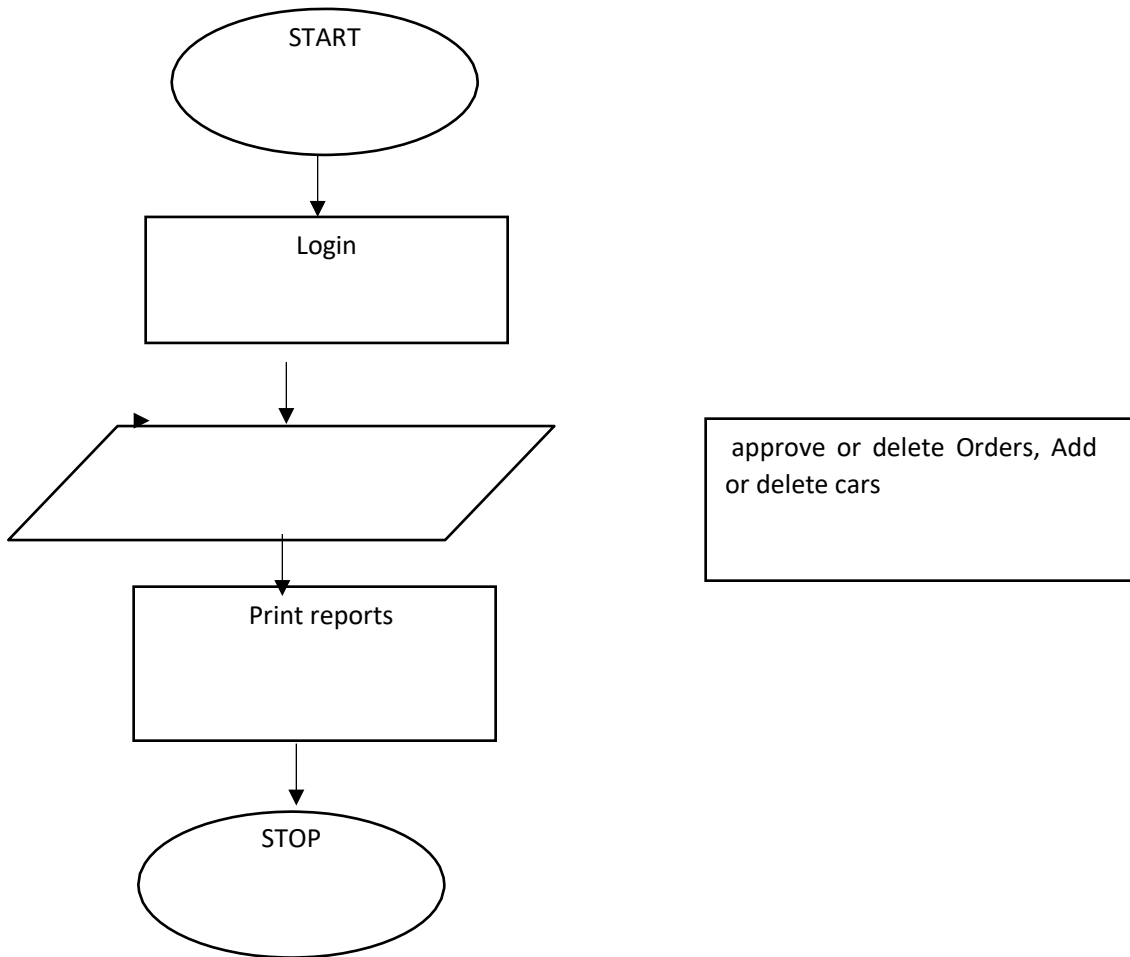 START
Login
approve or delete Orders, Add
or delete cars
Print reports
STOP